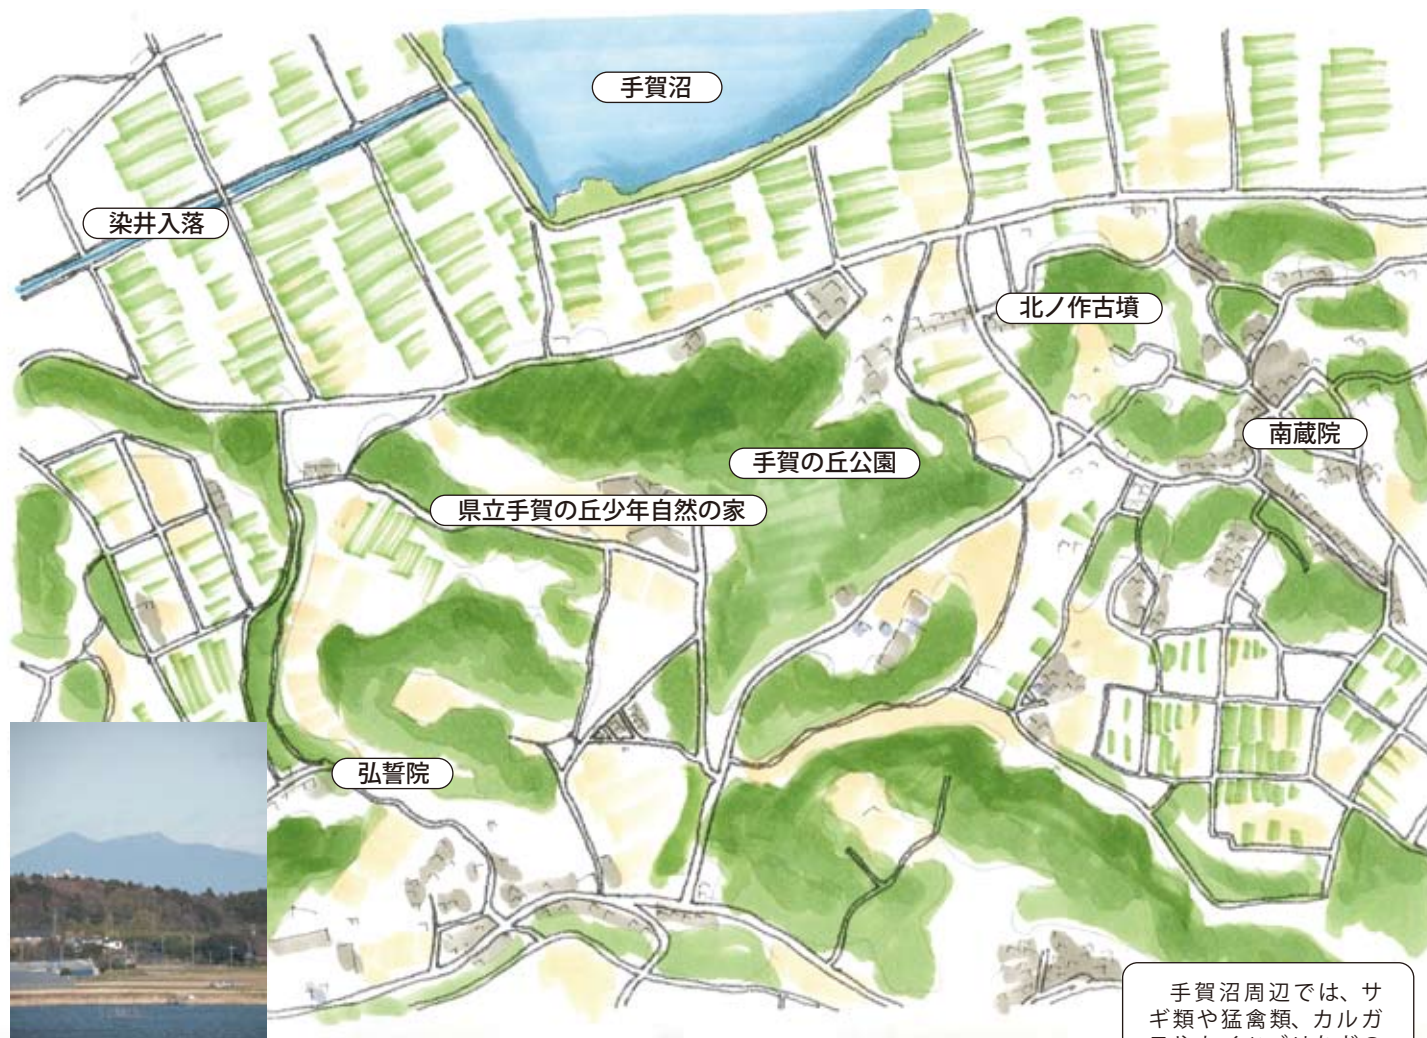 手賀沼
染井入落
北ノ作古墳
南蔵院
手賀の丘公園
県立手賀の丘少年自然の家
弘誓院
手賀沼周辺では、サ
ギ類や猛禽類、カルガ